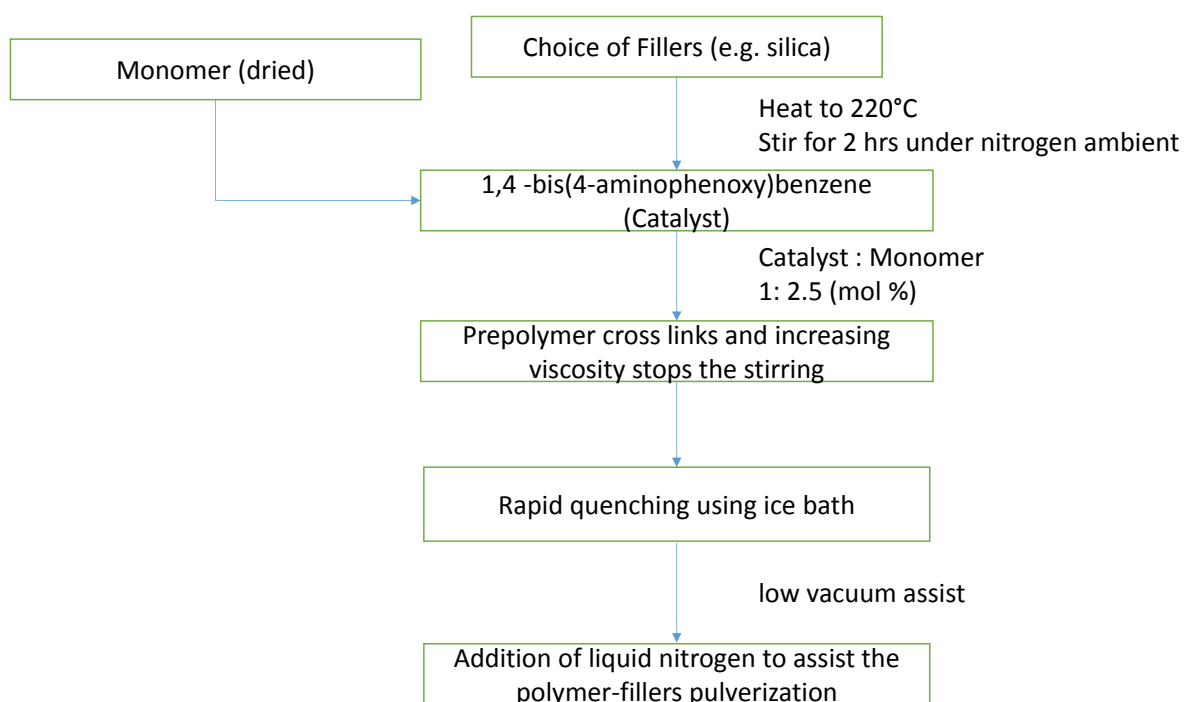 Choice of Fillers (e.g. silica)
Monomer (dried)
Heat to 220°C
Stir for 2 hrs under nitrogen ambient
1,4 -bis(4-aminophenoxy)benzene
(Catalyst)
Catalyst : Monomer
1: 2.5 (mol %)
Prepolymer cross links and increasing
viscosity stops the stirring
Rapid quenching using ice bath
low vacuum assist
Addition of liquid nitrogen to assist the
polymer-fillers pulverization